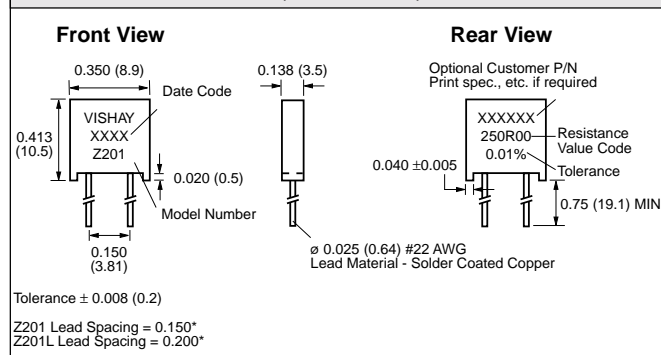 Front View
Rear View
0.350 (8.9)
0.138 (3.5)
Optional Customer P/N
Print spec., etc. if required
Date Code
VISHAY
XXXX
Z201
0.413
(10.5)
0.020 (0.5)
Model Number
0.150
(3.81)
XXXXXX
250R00
0.01%
Resistance
Value Code
Tolerance
0.040 ±0.005
0.75 (19.1) MIN
ø 0.025 (0.64) #22 AWG
Lead Material - Solder Coated Copper
Tolerance ± 0.008 (0.2)
Z201 Lead Spacing = 0.150*
Z201L Lead Spacing = 0.200*